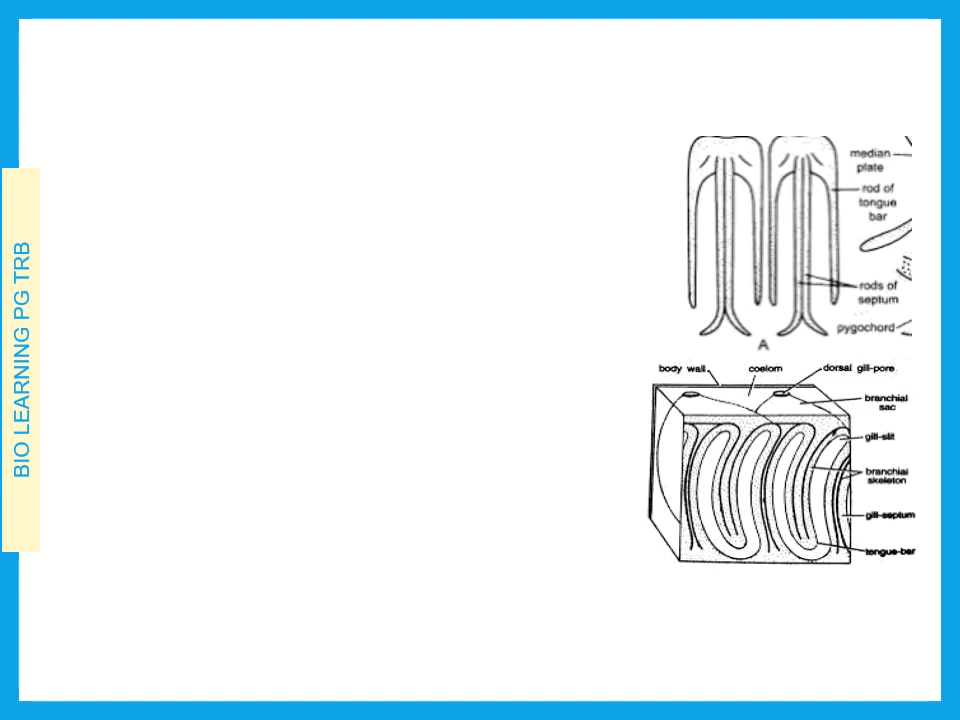 BIO LEARNING PG TRB
median
plate
rod of
tongue
bar
rods of
septum
pygochord
A
body wall
coelom
dorsal gill-pore
branchial
sac
gill-slit
branchial
skeleton
gill-septum
tongue-bar